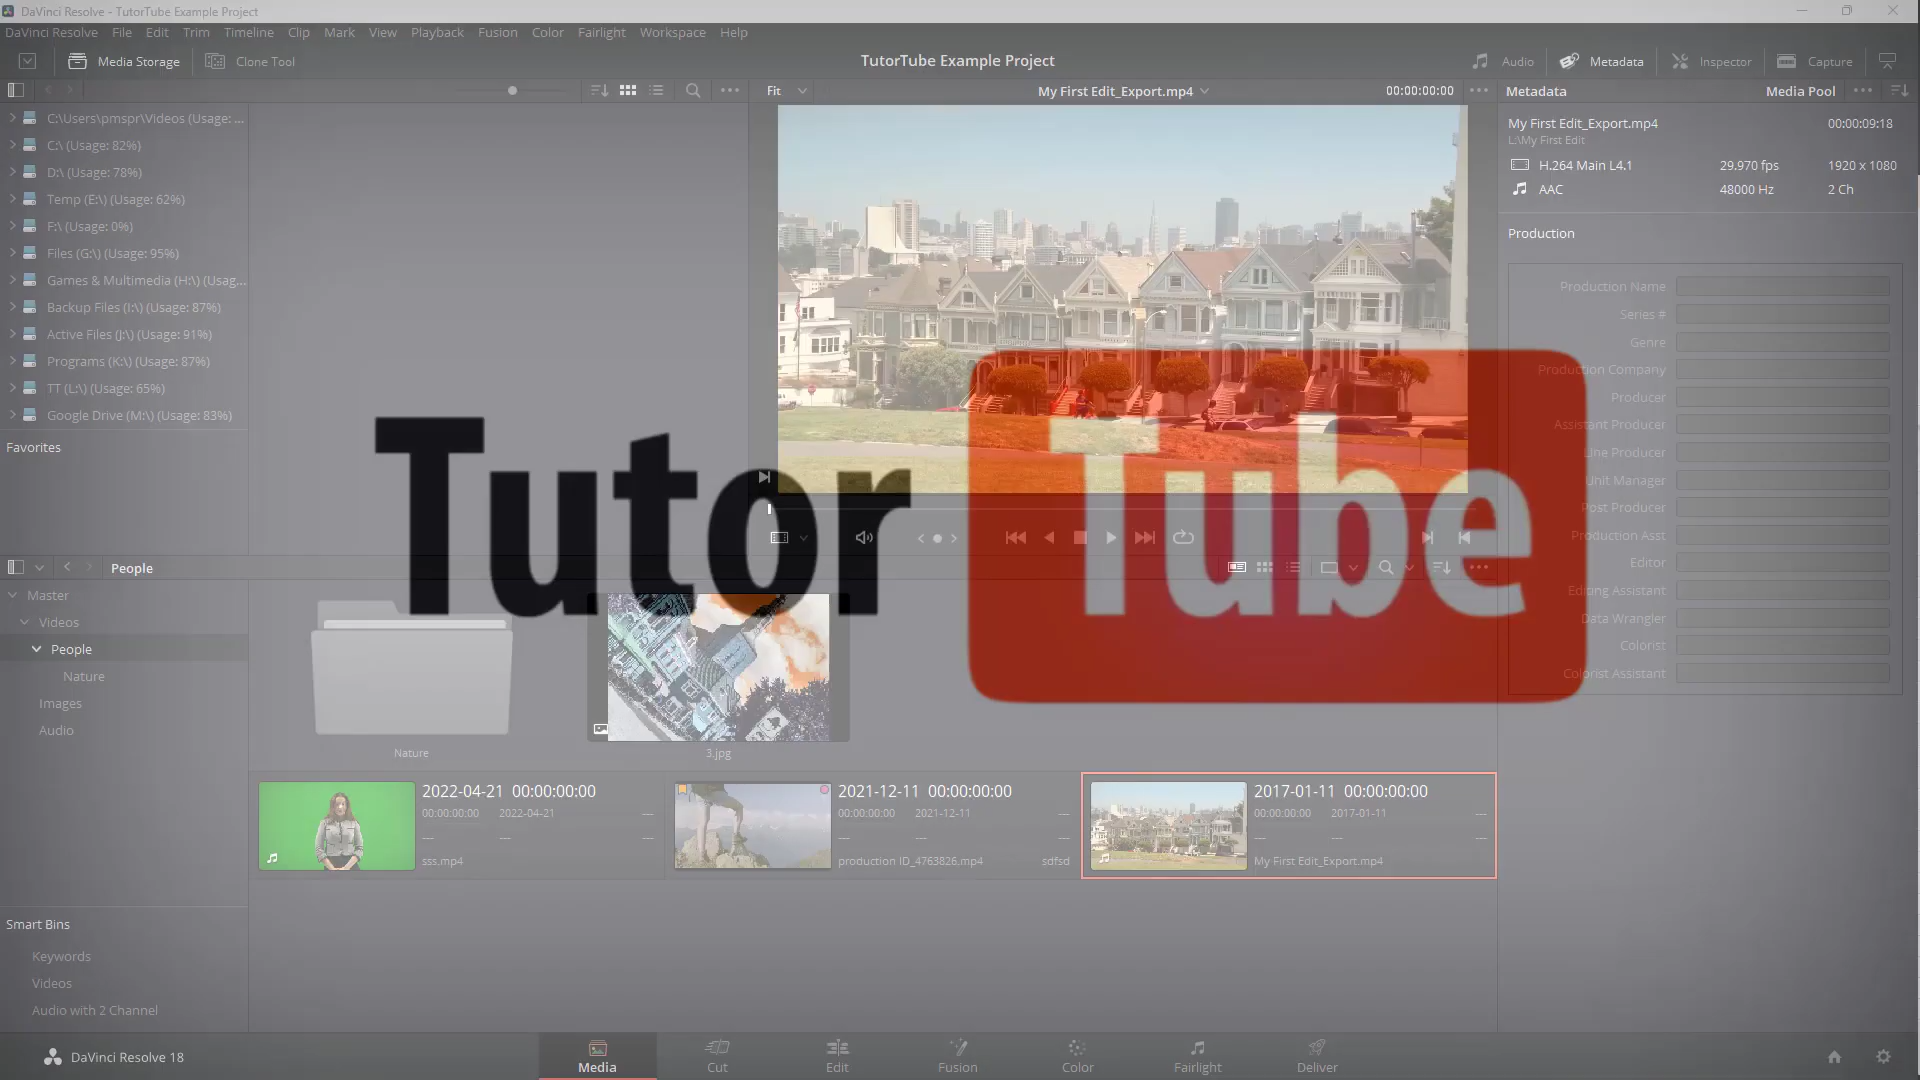 DaVinci Resolve - TutorTube Example Project
DaVinci Resolve File Edit Trim Timeline Clip Mark View Playback Fusion Color Fairlight Workspace Help
Media Storage Clone Tool TutorTube Example Project Audio Metadata Inspector Capture
Fit My First Edit_Export.mp4 00:00:00:00 Metadata Media Pool
C:\Users\pmspr\Videos (Usage: ...
C:\ (Usage: 82%)
D:\ (Usage: 78%)
Temp (E:\) (Usage: 62%)
F:\ (Usage: 0%)
Files (G:\) (Usage: 95%)
Games & Multimedia (H:\) (Usag...
Backup Files (I:\) (Usage: 87%)
Active Files (J:\) (Usage: 91%)
Programs (K:\) (Usage: 87%)
TT (L:\) (Usage: 65%)
Google Drive (M:\) (Usage: 83%)
Favorites
My First Edit_Export.mp4 00:00:09:18
L:\My First Edit
H.264 Main L4.1 29.970 fps 1920 x 1080
AAC 48000 Hz 2 Ch
Production
Production Name
Series #
Genre
Production Company
Producer
Assistant Producer
Line Producer
Unit Manager
Post Producer
Production Asst
Editor
Editing Assistant
Data Wrangler
Colorist
Colorist Assistant
Tutor Tube
People
Master
Videos
People
Nature
Images
Audio
Nature 3.jpg
2022-04-21 00:00:00:00
00:00:00:00 2022-04-21 ---
--- --- ---
sss.mp4
2021-12-11 00:00:00:00
00:00:00:00 2021-12-11 ---
--- --- ---
production ID_4763826.mp4 sdfsd
2017-01-11 00:00:00:00
00:00:00:00 2017-01-11 ---
--- --- ---
My First Edit_Export.mp4
Smart Bins
Keywords
Videos
Audio with 2 Channel
DaVinci Resolve 18 Media Cut Edit Fusion Color Fairlight Deliver